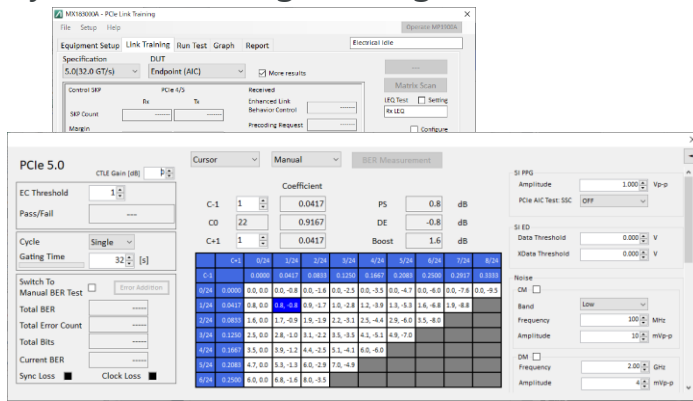 MX183000A - PCIe Link Training
File Setup Help
Operate MP1900A
Equipment Setup Link Training Run Test Graph Report
Electrical Idle
Specification DUT
5.0(32.0 GT/s) Endpoint (AIC) More results ---
Control SKP PCIe 4/5 Received Matrix Scan
Rx Tx Enhanced Link Behavior Control ----- LEQ Test Setting
SKP Count Rx LEQ
Margin Precoding Request ----- Configure
PCIe 5.0
CTLE Gain [dB]
Cursor Manual BER Measurement
EC Threshold 1
Pass/Fail ---
Coefficient
C-1 1 0.0417 PS 0.8 dB
C0 22 0.9167 DE -0.8 dB
C+1 1 0.0417 Boost 1.6 dB
Cycle Single
Gating Time 32 [s]
Switch To Manual BER Test Error Addition
Total BER -----
Total Error Count -----
Total Bits -----
Current BER -----
Sync Loss Clock Loss
C+1 0/24 1/24 2/24 3/24 4/24 5/24 6/24 7/24 8/24
C-1 0.0000 0.0417 0.0833 0.1250 0.1667 0.2083 0.2500 0.2917 0.3333
0/24 0.0000 0.0, 0.0 0.0, -0.8 0.0, -1.6 0.0, -2.5 0.0, -3.5 0.0, -4.7 0.0, -6.0 0.0, -7.6 0.0, -9.5
1/24 0.0417 0.8, 0.0 0.8, -0.8 0.9, -1.7 1.0, -2.8 1.2, -3.9 1.3, -5.3 1.6, -6.8 1.9, -8.8
2/24 0.0833 1.6, 0.0 1.7, -0.9 1.9, -1.9 2.2, -3.1 2.5, -4.4 2.9, -6.0 3.5, -8.0
3/24 0.1250 2.5, 0.0 2.8, -1.0 3.1, -2.2 3.5, -3.5 4.1, -5.1 4.9, -7.0
4/24 0.1667 3.5, 0.0 3.9, -1.2 4.4, -2.5 5.1, -4.1 6.0, -6.0
5/24 0.2083 4.7, 0.0 5.3, -1.3 6.0, -2.9 7.0, -4.9
6/24 0.2500 6.0, 0.0 6.8, -1.6 8.0, -3.5
SI PPG
Amplitude 1.000 Vp-p
PCIe AIC Test: SSC OFF
SI ED
Data Threshold 0.000 V
XData Threshold 0.000 V
Noise
CM
Band Low
Frequency 100 MHz
Amplitude 10 mVp-p
DM
Frequency 2.00 GHz
Amplitude 4 mVp-p